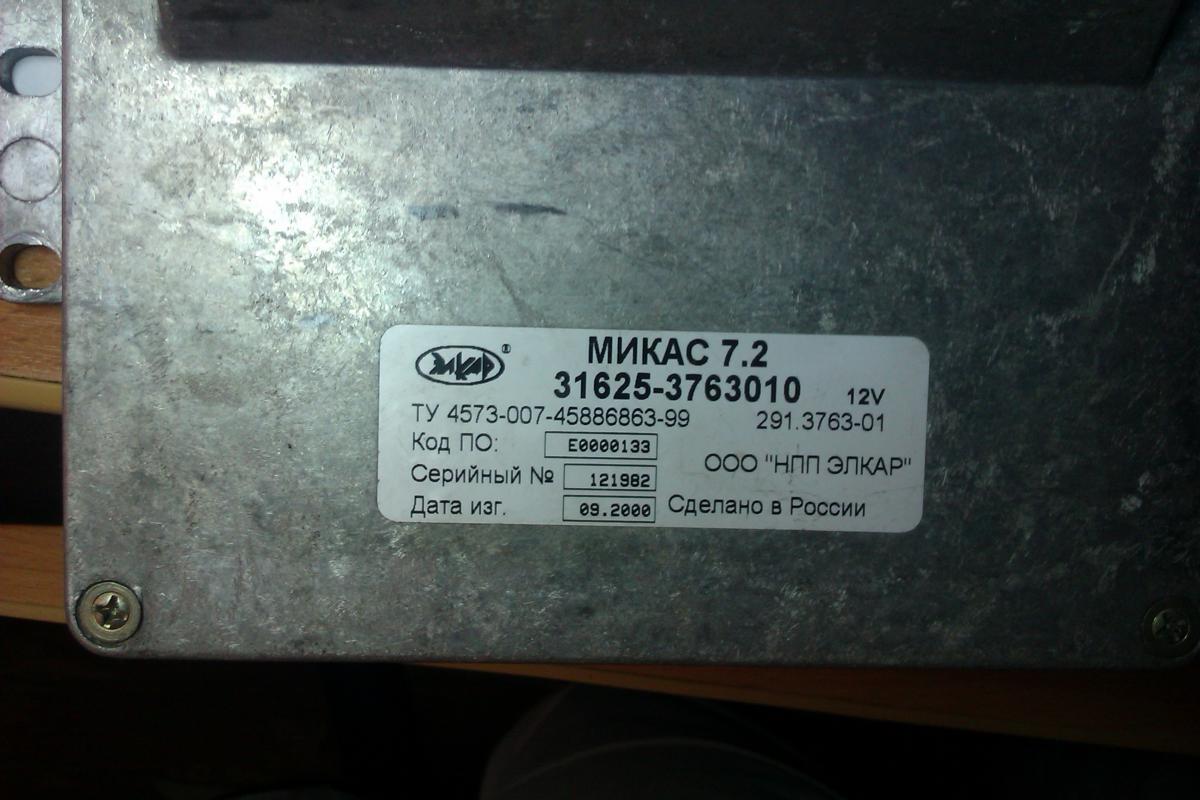 ЭЛКАР ®
МИКАС 7.2
31625-3763010 12V
ТУ 4573-007-45886863-99 291.3763-01
Код ПО: E0000133
ООО "НПП ЭЛКАР"
Серийный № 121982
Дата изг. 09.2000 Сделано в России